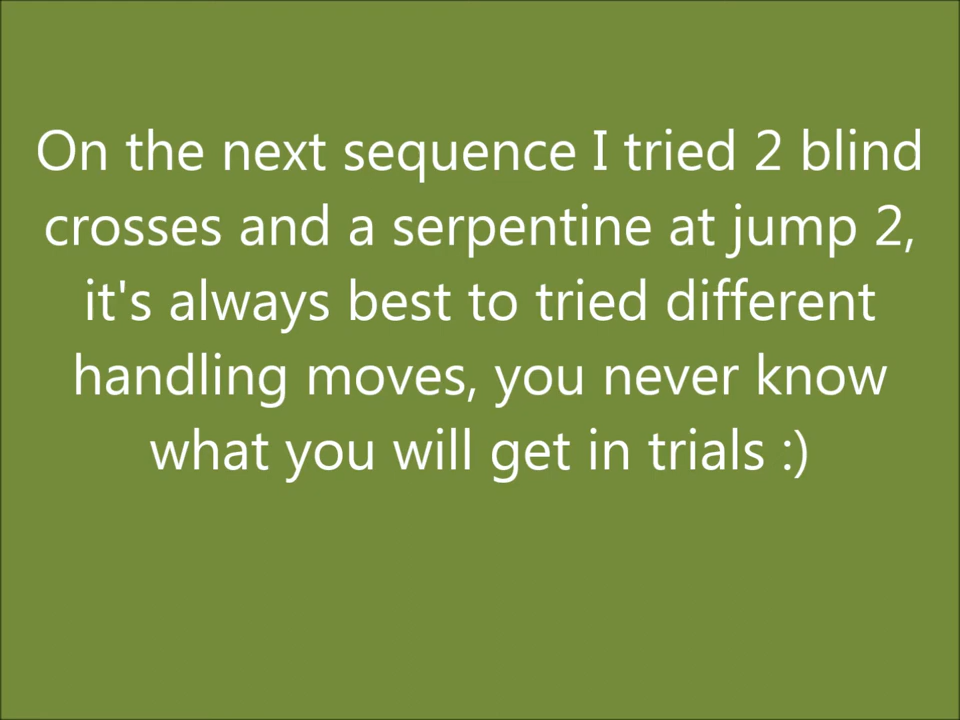 On the next sequence I tried 2 blind
crosses and a serpentine at jump 2,
it's always best to tried different
handling moves, you never know
what you will get in trials :)